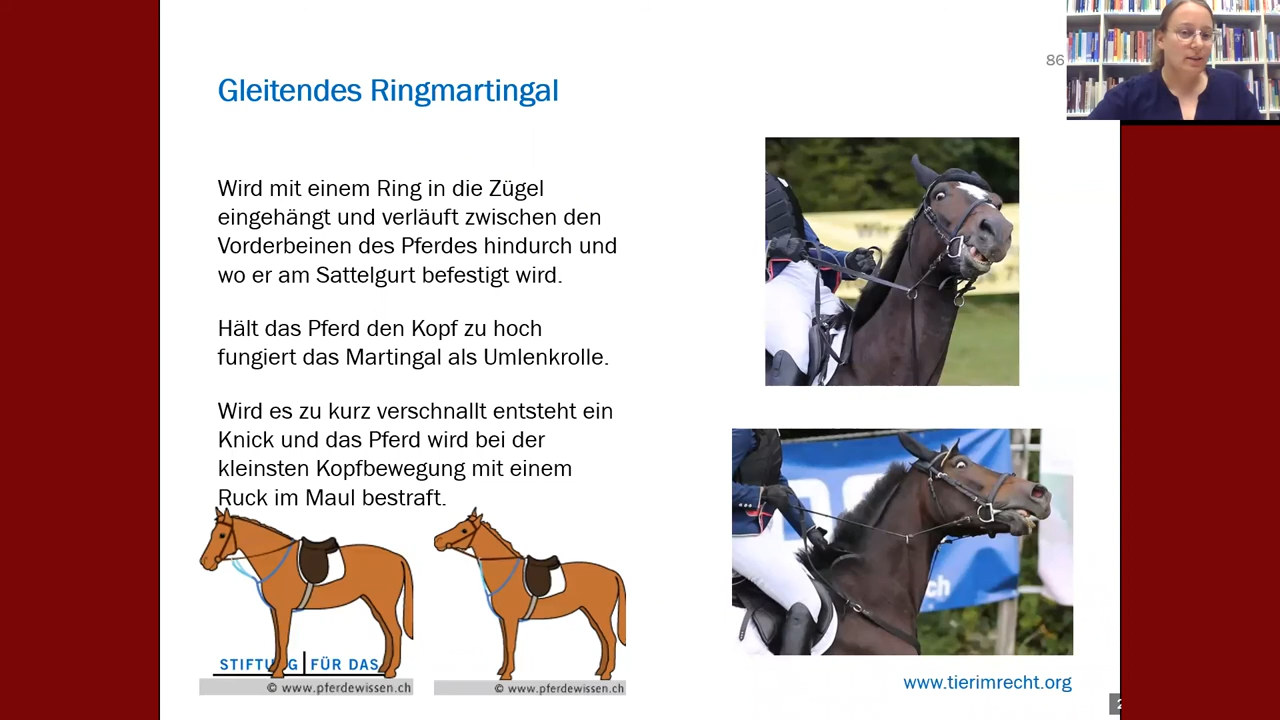 86
Gleitendes Ringmartingal
Wird mit einem Ring in die Zügel
eingehängt und verläuft zwischen den
Vorderbeinen des Pferdes hindurch und
wo er am Sattelgurt befestigt wird.
Hält das Pferd den Kopf zu hoch
fungiert das Martingal als Umlenkrolle.
Wird es zu kurz verschnallt entsteht ein
Knick und das Pferd wird bei der
kleinsten Kopfbewegung mit einem
Ruck im Maul bestraft.
FÜR DAS
© www.pferdewissen.ch
© www.pferdewissen.ch
www.tierimrecht.org